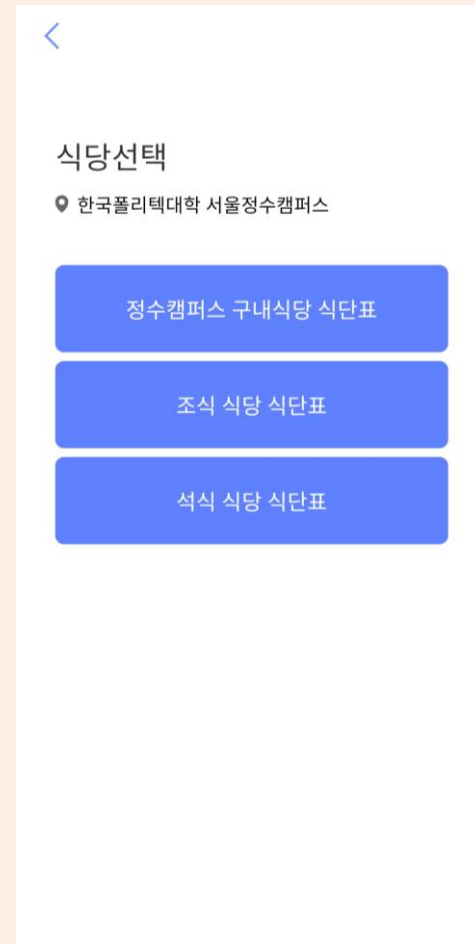 식당선택
한국폴리텍대학 서울정수캠퍼스
정수캠퍼스 구내식당 식단표
조식 식당 식단표
석식 식당 식단표